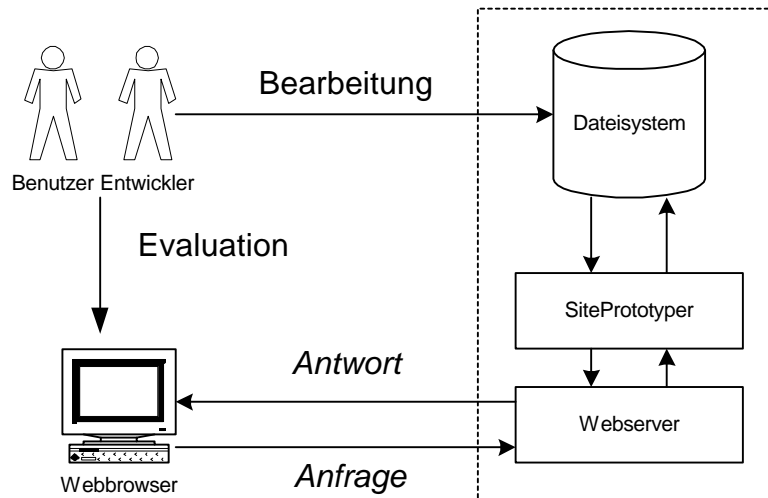 Bearbeitung
Dateisystem
Benutzer Entwickler
Evaluation
SitePrototyper
Antwort
Webserver
Anfrage
Webbrowser